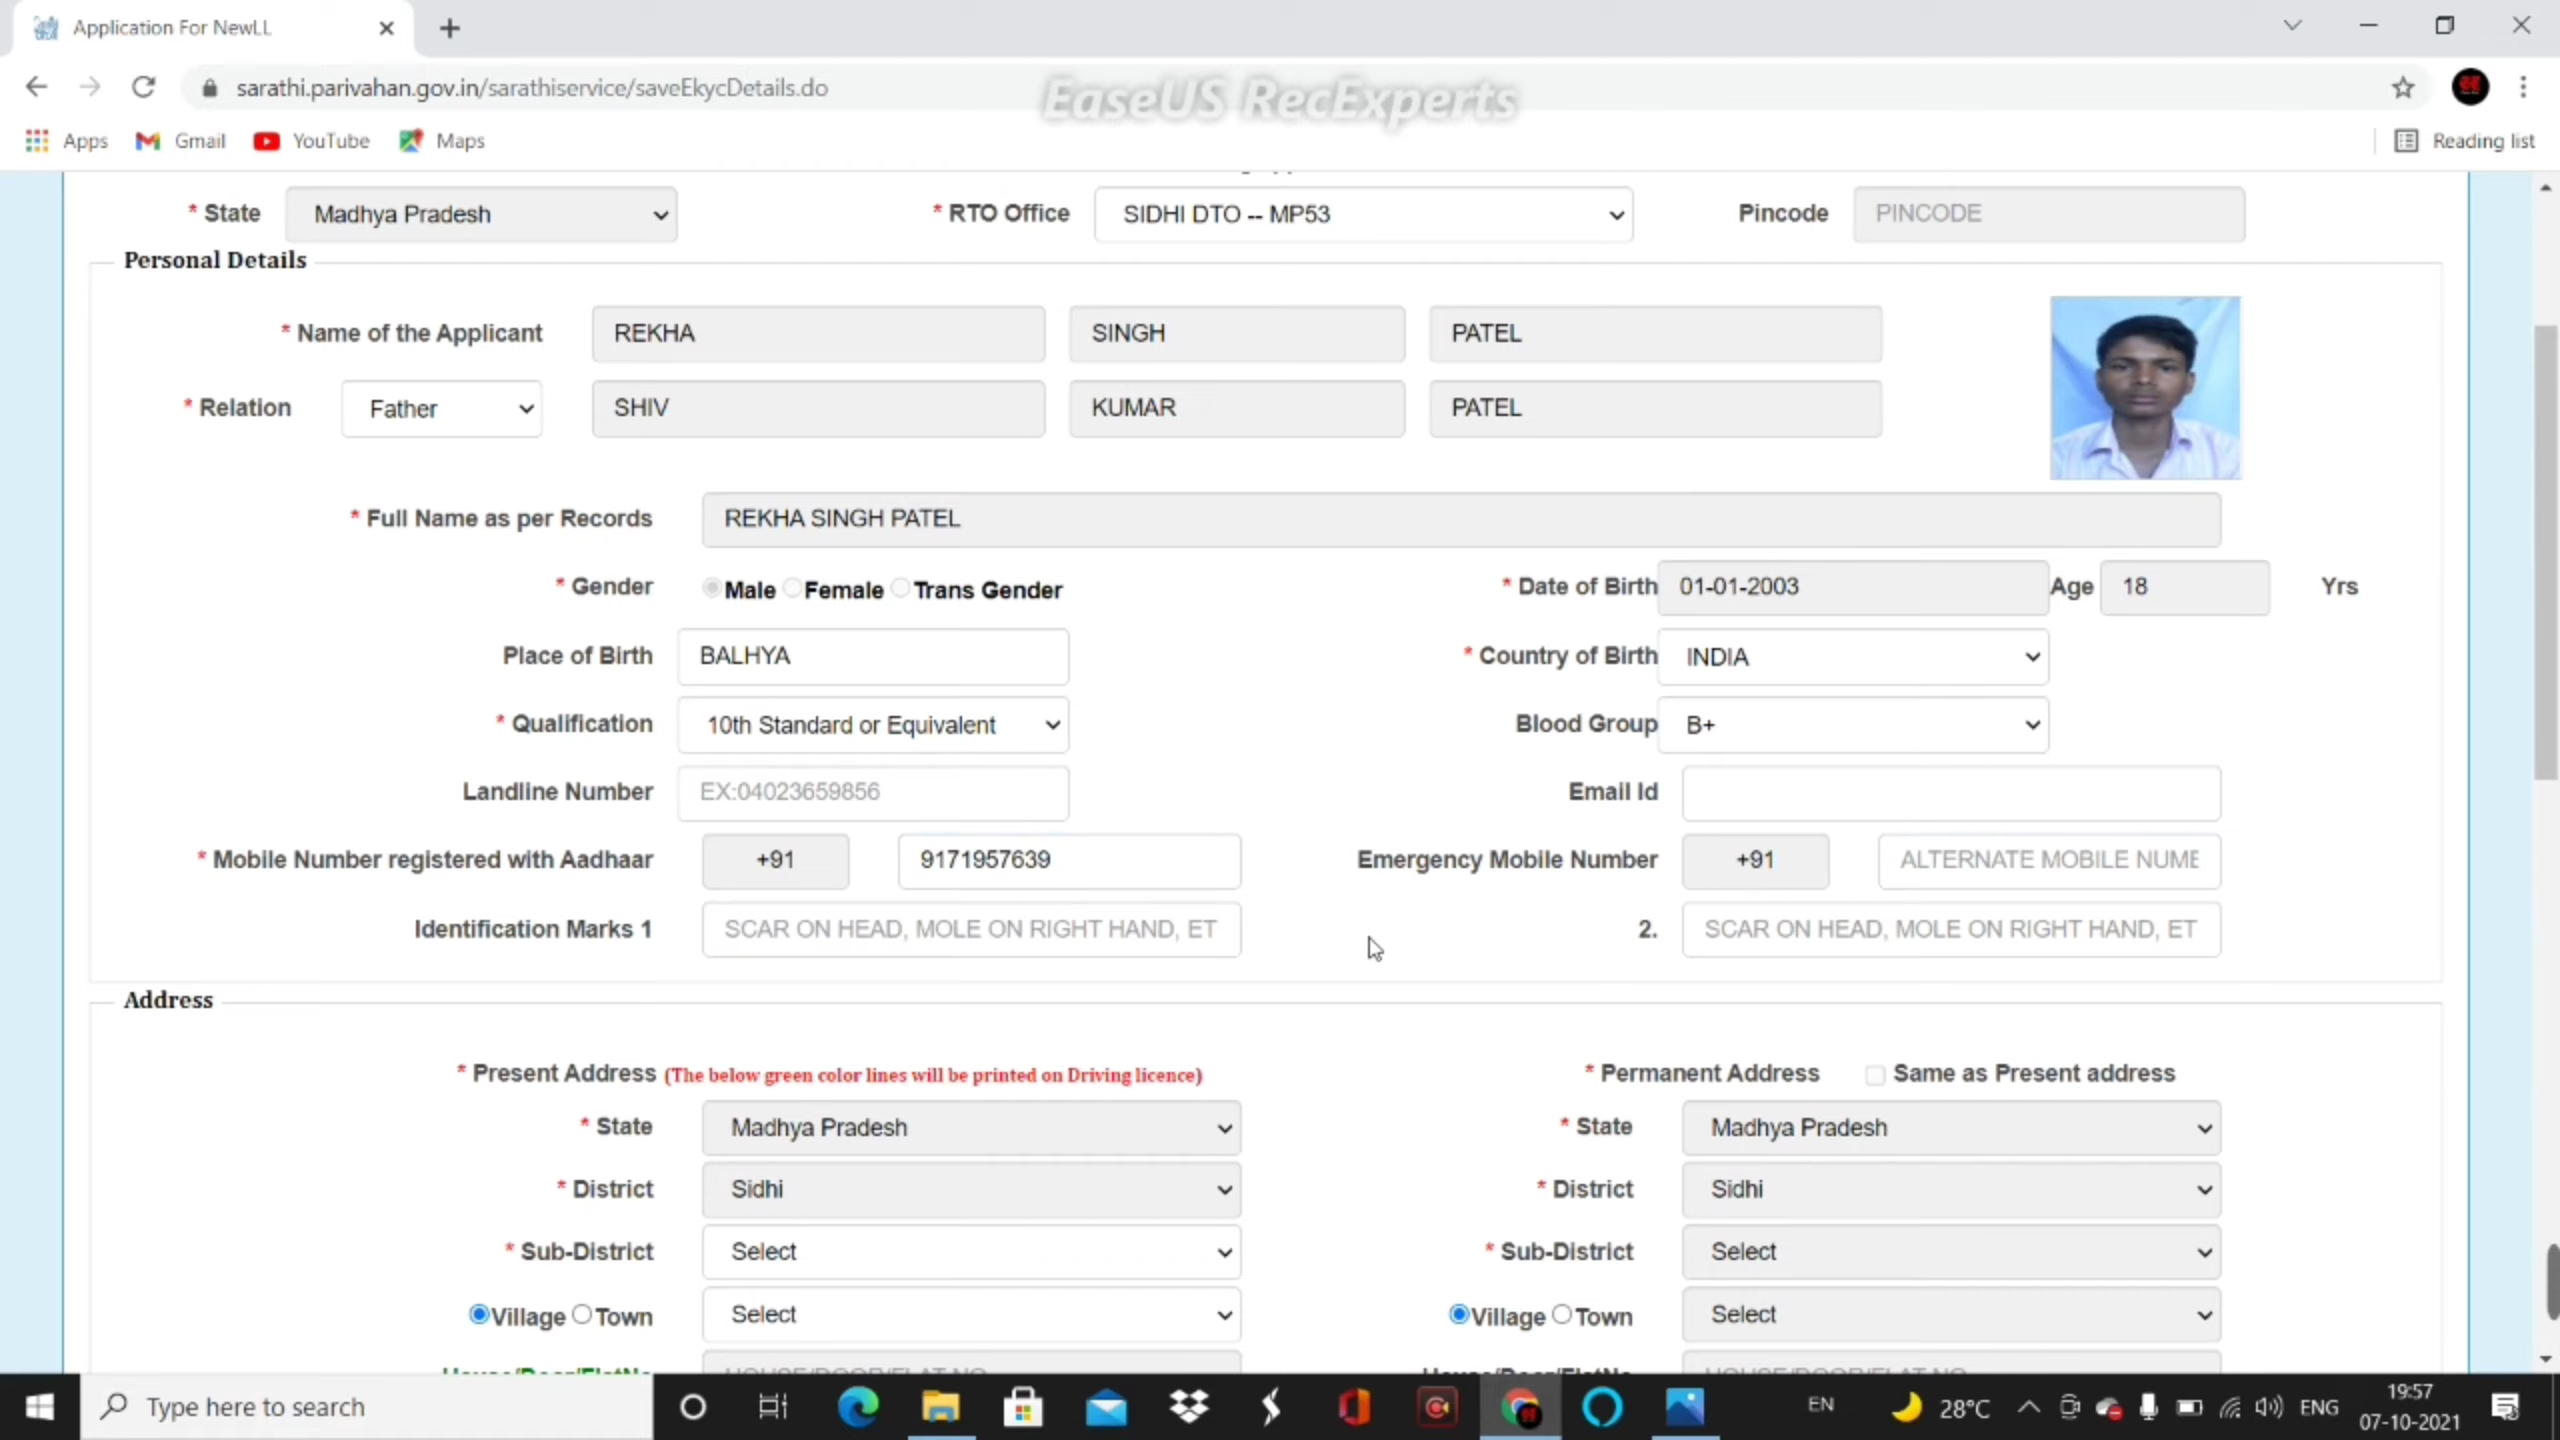 Application For NewLL
sarathi.parivahan.gov.in/sarathiservice/saveEkycDetails.do
EaseUS RecExperts
Apps Gmail YouTube Maps Reading list
* State Madhya Pradesh * RTO Office SIDHI DTO -- MP53 Pincode PINCODE
Personal Details
* Name of the Applicant REKHA SINGH PATEL
* Relation Father SHIV KUMAR PATEL
* Full Name as per Records REKHA SINGH PATEL
* Gender Male Female Trans Gender * Date of Birth 01-01-2003 Age 18 Yrs
Place of Birth BALHYA * Country of Birth INDIA
* Qualification 10th Standard or Equivalent Blood Group B+
Landline Number EX:04023659856 Email Id
* Mobile Number registered with Aadhaar +91 9171957639 Emergency Mobile Number +91 ALTERNATE MOBILE NUME
Identification Marks 1 SCAR ON HEAD, MOLE ON RIGHT HAND, ET 2. SCAR ON HEAD, MOLE ON RIGHT HAND, ET
Address
* Present Address (The below green color lines will be printed on Driving licence) * Permanent Address Same as Present address
* State Madhya Pradesh * State Madhya Pradesh
* District Sidhi * District Sidhi
* Sub-District Select * Sub-District Select
Village Town Select Village Town Select
Type here to search EN 28°C ENG 19:57
07-10-2021